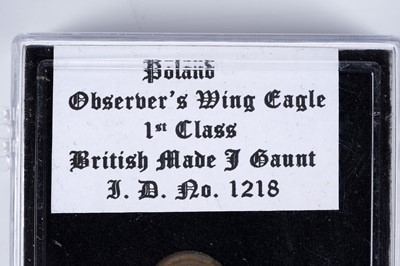 Poland
Observer's Wing Eagle
1st Class
British Made J Gaunt
I. D. No. 1218